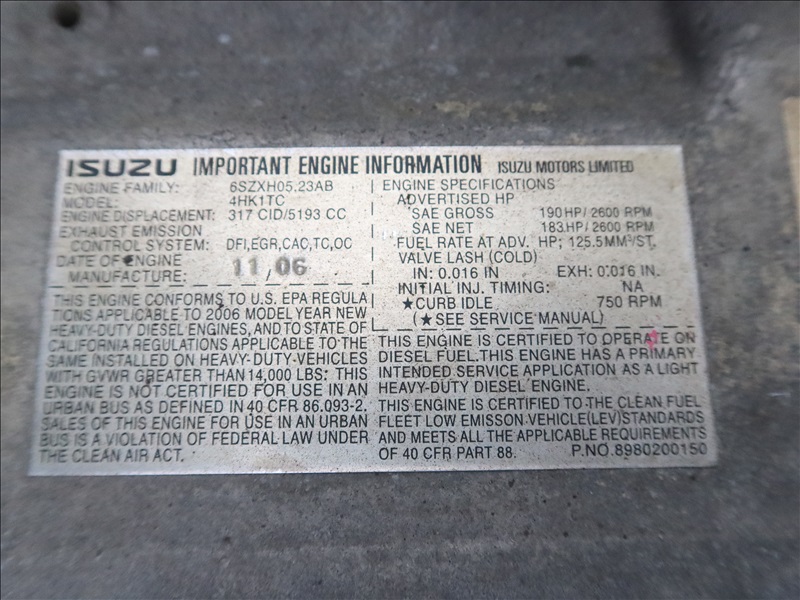 ISUZU IMPORTANT ENGINE INFORMATION ISUZU MOTORS LIMITED
ENGINE FAMILY: 6SZXH05.23AB
MODEL: 4HK1TC
ENGINE DISPLACEMENT: 317 CID/5193 CC
EXHAUST EMISSION
CONTROL SYSTEM: DFI,EGR,CAC,TC,OC
DATE OF ENGINE
MANUFACTURE: 11,06
THIS ENGINE CONFORMS TO U.S. EPA REGULA
TIONS APPLICABLE TO 2006 MODEL YEAR NEW
HEAVY-DUTY DIESEL ENGINES, AND TO STATE OF
CALIFORNIA REGULATIONS APPLICABLE TO THE
SAME INSTALLED ON HEAVY-DUTY-VEHICLES
WITH GVWR GREATER THAN 14,000 LBS: THIS
ENGINE IS NOT CERTIFIED FOR USE IN AN
URBAN BUS AS DEFINED IN 40 CFR 86.093-2.
SALES OF THIS ENGINE FOR USE IN AN URBAN
BUS IS A VIOLATION OF FEDERAL LAW UNDER
THE CLEAN AIR ACT.
ENGINE SPECIFICATIONS
ADVERTISED HP
SAE GROSS 190 HP/ 2600 RPM
SAE NET 183 HP/ 2600 RPM
FUEL RATE AT ADV. HP; 125.5MM³/ST.
VALVE LASH (COLD)
IN: 0.016 IN EXH: 0.016 IN.
INITIAL INJ. TIMING: NA
★CURB IDLE 750 RPM
(★SEE SERVICE MANUAL)
THIS ENGINE IS CERTIFIED TO OPERATE ON
DIESEL FUEL. THIS ENGINE HAS A PRIMARY
INTENDED SERVICE APPLICATION AS A LIGHT
HEAVY-DUTY DIESEL ENGINE.
THIS ENGINE IS CERTIFIED TO THE CLEAN FUEL
FLEET LOW EMISSON-VEHICLE(LEV)STANDARDS
AND MEETS ALL THE APPLICABLE REQUIREMENTS
OF 40 CFR PART 88. P.NO.8980200150